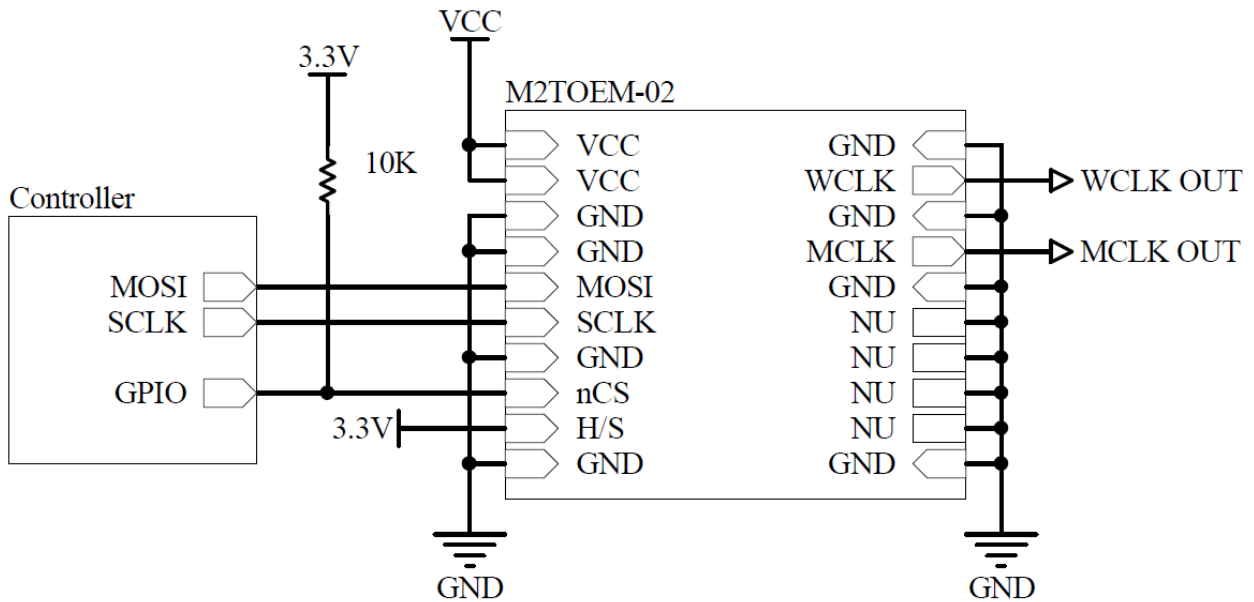 VCC
3.3V
M2TOEM-02
10K
Controller
MOSI
SCLK
GPIO
3.3V
VCC
VCC
GND
GND
MOSI
SCLK
GND
nCS
H/S
GND
GND
WCLK
GND
MCLK
GND
NU
NU
NU
NU
GND
WCLK OUT
MCLK OUT
GND
GND